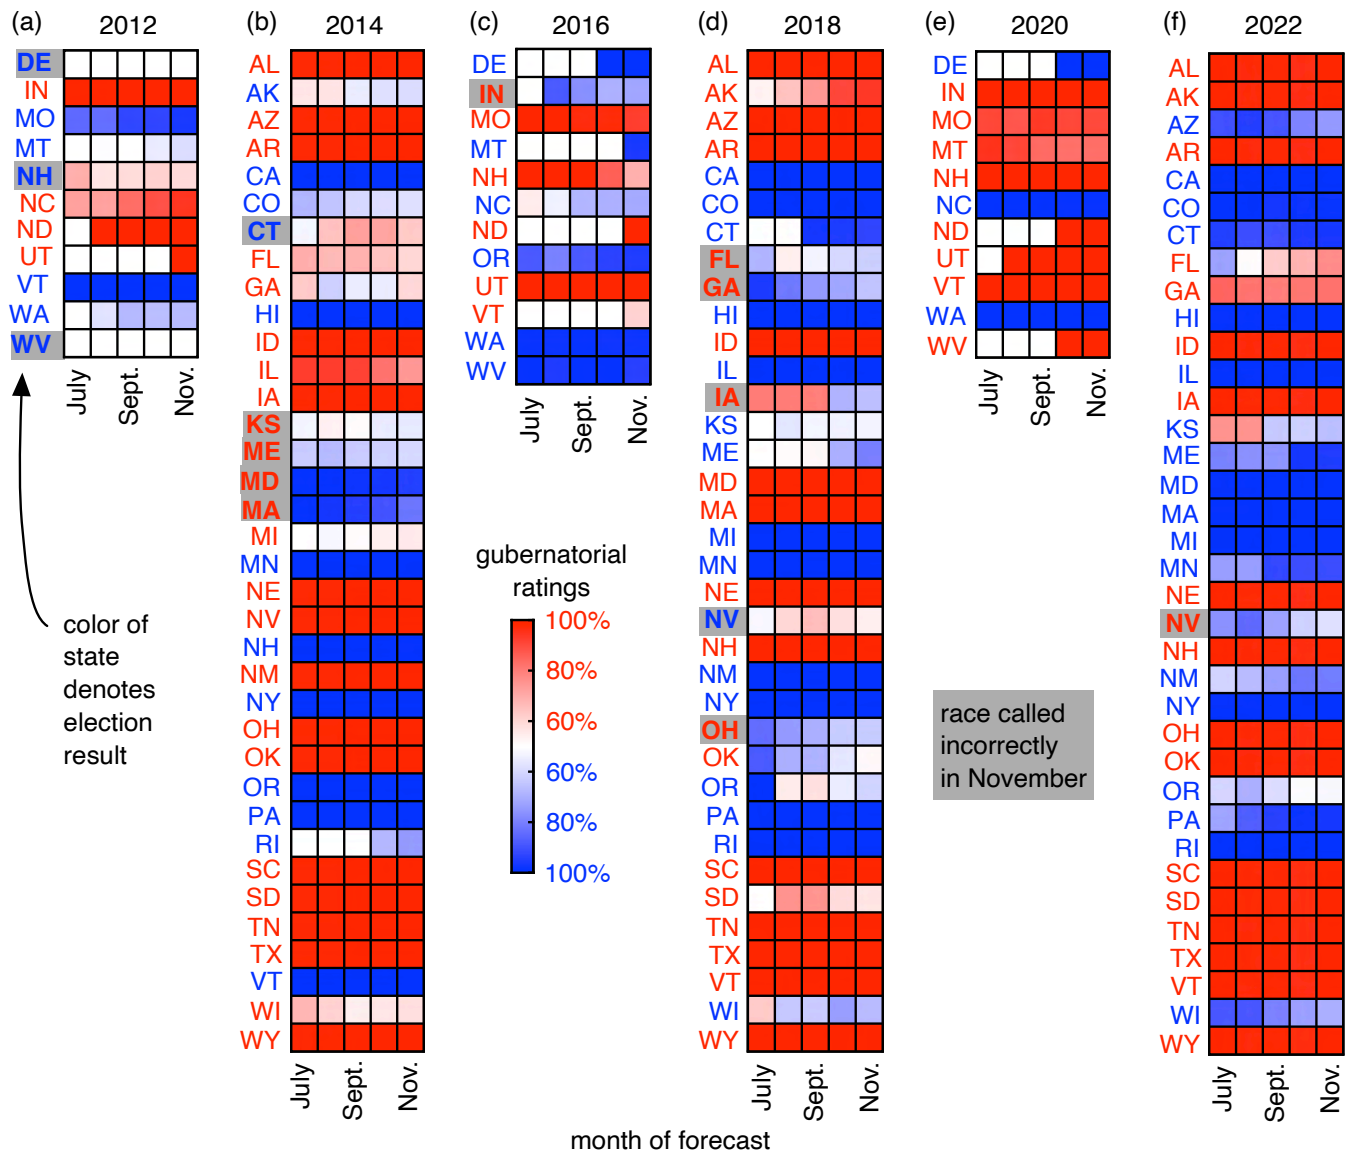 (a) 2012
DE
IN
MO
MT
NH
NC
ND
UT
VT
WA
WV
July Sept. Nov.
color of
state
denotes
election
result
(b) 2014
AL
AK
AZ
AR
CA
CO
CT
FL
GA
HI
ID
IL
IA
KS
ME
MD
MA
MI
MN
NE
NV
NH
NM
NY
OH
OK
OR
PA
RI
SC
SD
TN
TX
VT
WI
WY
July Sept. Nov.
(c) 2016
DE
IN
MO
MT
NH
NC
ND
OR
UT
VT
WA
WV
July Sept. Nov.
gubernatorial
ratings
100%
80%
60%
60%
80%
100%
(d) 2018
AL
AK
AZ
AR
CA
CO
CT
FL
GA
HI
ID
IL
IA
KS
ME
MD
MA
MI
MN
NE
NV
NH
NM
NY
OH
OK
OR
PA
RI
SC
SD
TN
TX
VT
WI
WY
July Sept. Nov.
(e) 2020
DE
IN
MO
MT
NH
NC
ND
UT
VT
WA
WV
July Sept. Nov.
race called
incorrectly
in November
(f) 2022
AL
AK
AZ
AR
CA
CO
CT
FL
GA
HI
ID
IL
IA
KS
ME
MD
MA
MI
MN
NE
NV
NH
NM
NY
OH
OK
OR
PA
RI
SC
SD
TN
TX
VT
WI
WY
July Sept. Nov.
month of forecast